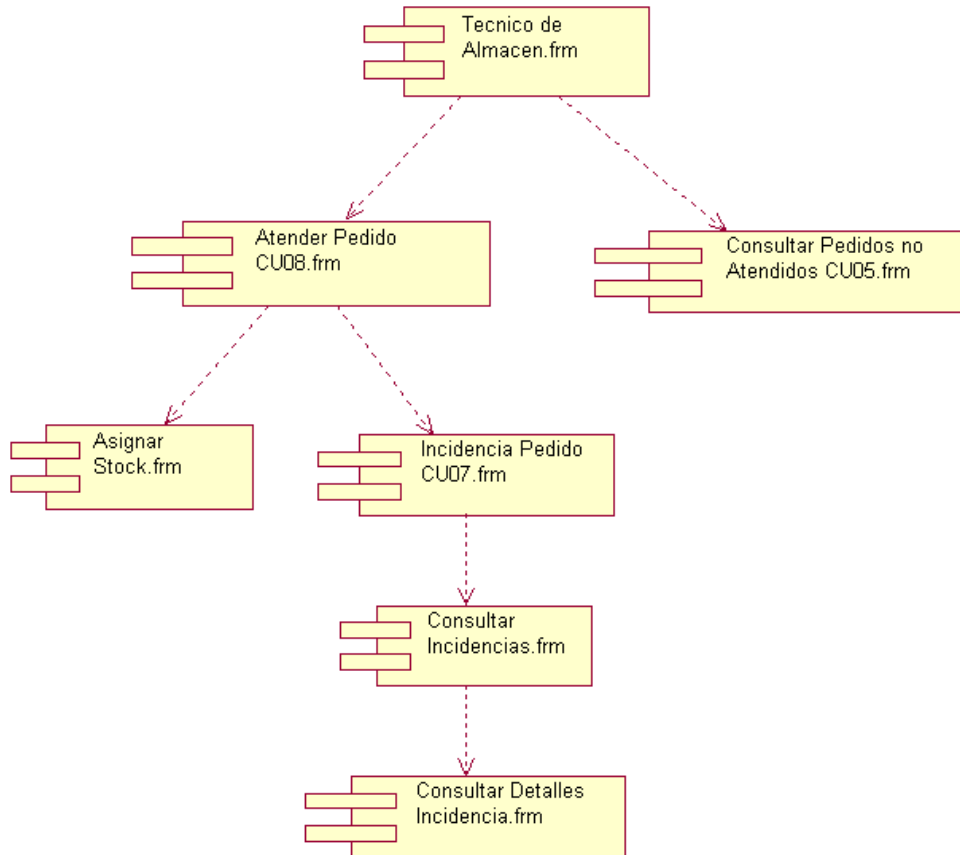 Tecnico de
Almacen.frm
Atender Pedido
CU08.frm
Consultar Pedidos no
Atendidos CU05.frm
Asignar
Stock.frm
Incidencia Pedido
CU07.frm
Consultar
Incidencias.frm
Consultar Detalles
Incidencia.frm